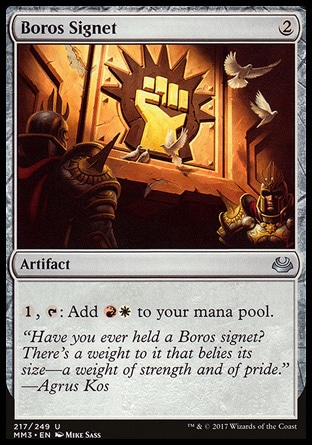 Boros Signet 2
Artifact
1, T: Add RW to your mana pool.
“Have you ever held a Boros signet?
There’s a weight to it that belies its
size—a weight of strength and of pride.”
—Agrus Kos
217/249 U
MM3 • EN Mike Sass
™ & © 2017 Wizards of the Coast